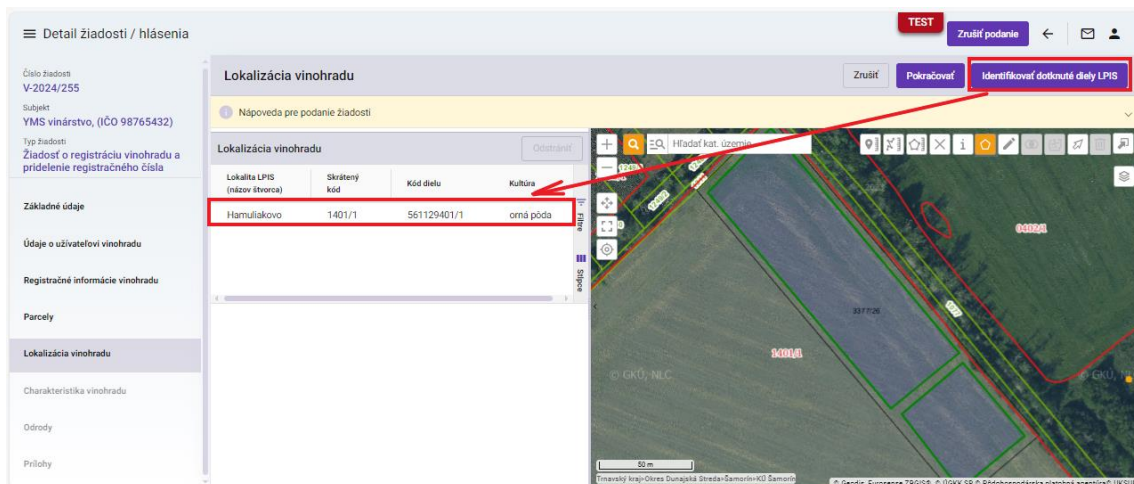 Detail žiadosti / hlásenia
TEST
Zrušiť podanie
Číslo žiadosti
V-2024/255
Subjekt
YMS vinárstvo, (IČO 98765432)
Typ žiadosti
Žiadosť o registráciu vinohradu a
pridelenie registračného čísla
Základné údaje
Údaje o užívateľovi vinohradu
Registračné informácie vinohradu
Parcely
Lokalizácia vinohradu
Charakteristika vinohradu
Odrody
Prílohy
Lokalizácia vinohradu
Zrušiť
Pokračovať
Identifikovať dotknuté diely LPIS
Nápoveda pre podanie žiadosti
Lokalizácia vinohradu
Odstrániť
Lokalita LPIS
(názov štvorca)
Skrátený
kód
Kód dielu
Kultúra
Hamuliakovo
1401/1
561129401/1
orná pôda
Filtre
Stĺpce
Hľadať kat. územie
0402/1
3377/26
1401/1
© GKÚ, NLC
50 m
Trnavský kraj>Okres Dunajská Streda>Šamorín>KÚ Šamorín